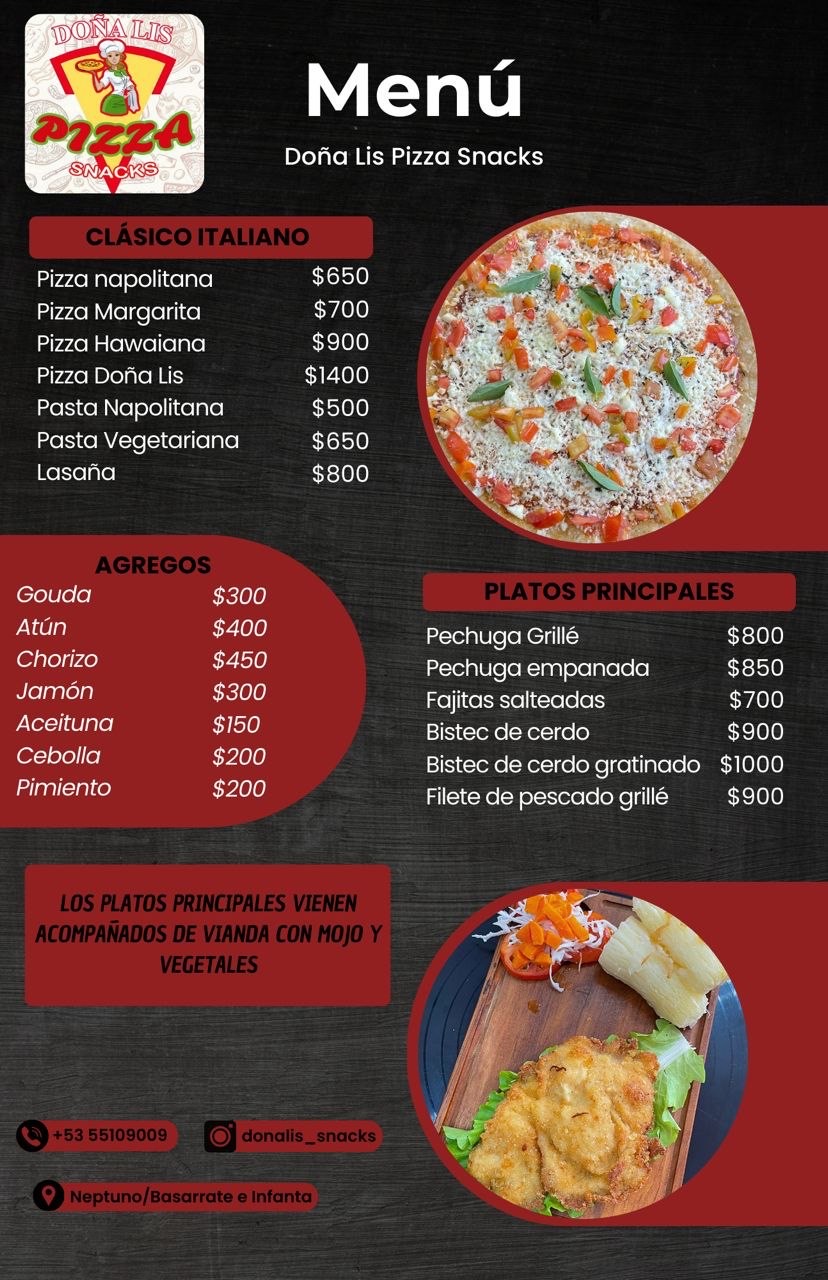 DOÑA LIS
PIZZA
SNACKS
Menú
Doña Lis Pizza Snacks
CLÁSICO ITALIANO
Pizza napolitana $650
Pizza Margarita $700
Pizza Hawaiana $900
Pizza Doña Lis $1400
Pasta Napolitana $500
Pasta Vegetariana $650
Lasaña $800
AGREGOS
Gouda $300
Atún $400
Chorizo $450
Jamón $300
Aceituna $150
Cebolla $200
Pimiento $200
PLATOS PRINCIPALES
Pechuga Grillé $800
Pechuga empanada $850
Fajitas salteadas $700
Bistec de cerdo $900
Bistec de cerdo gratinado $1000
Filete de pescado grillé $900
LOS PLATOS PRINCIPALES VIENEN
ACOMPAÑADOS DE VIANDA CON MOJO Y
VEGETALES
+53 55109009
donalis_snacks
Neptuno/Basarrate e Infanta